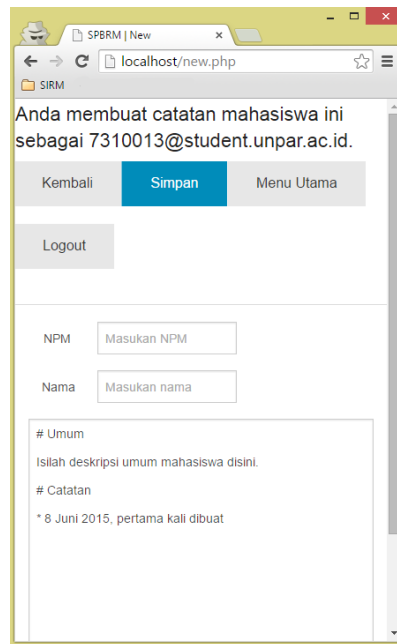 SPBRM | New
localhost/new.php
SIRM
Anda membuat catatan mahasiswa ini
sebagai 7310013@student.unpar.ac.id.
Kembali Simpan Menu Utama
Logout
NPM Masukan NPM
Nama Masukan nama
# Umum
Isilah deskripsi umum mahasiswa disini.
# Catatan
* 8 Juni 2015, pertama kali dibuat